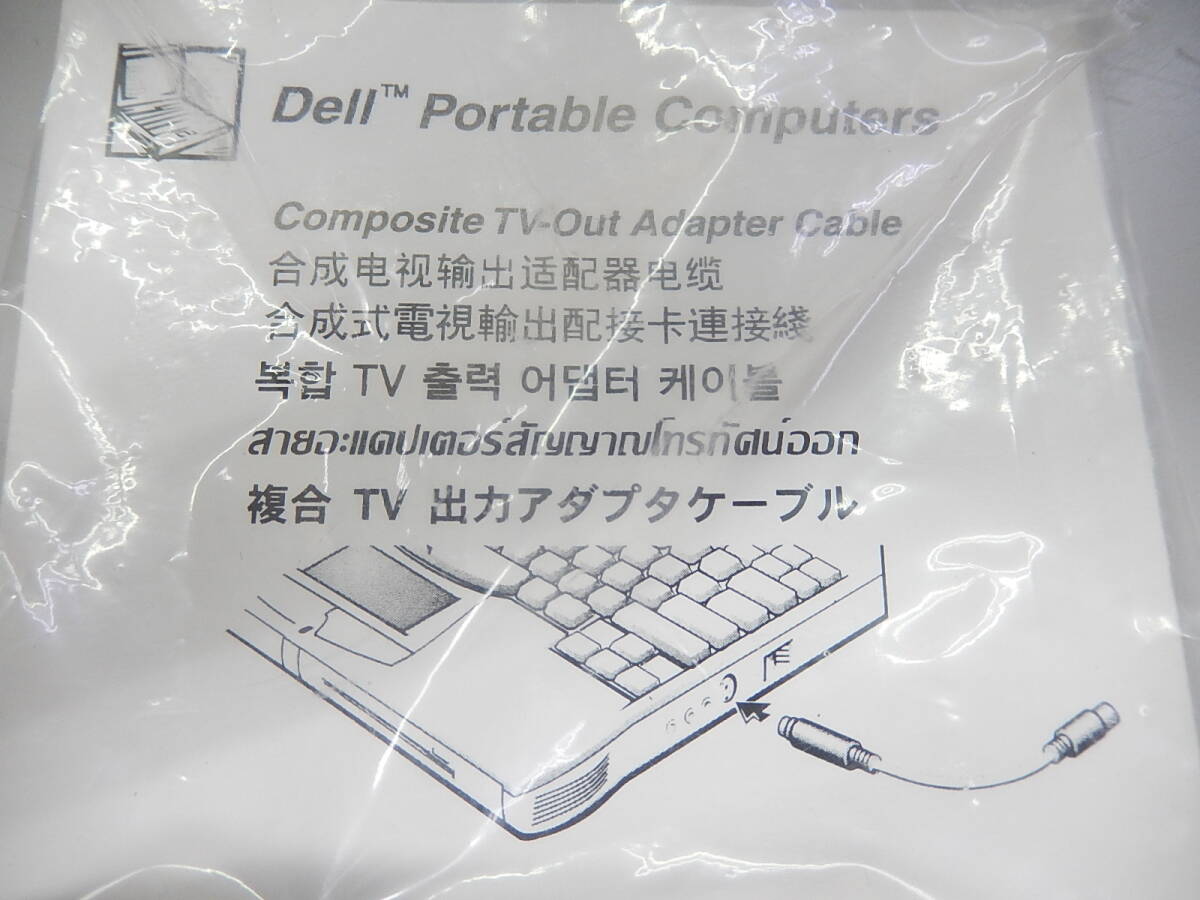 Dell™ Portable Computers
Composite TV-Out Adapter Cable
合成电视输出适配器电缆
合成式電視輸出配接卡連接綫
복합 TV 출력 어댑터 케이블
สายอะแดปเตอร์สัญญาณโทรทัศน์ออก
複合 TV 出力アダプタケーブル